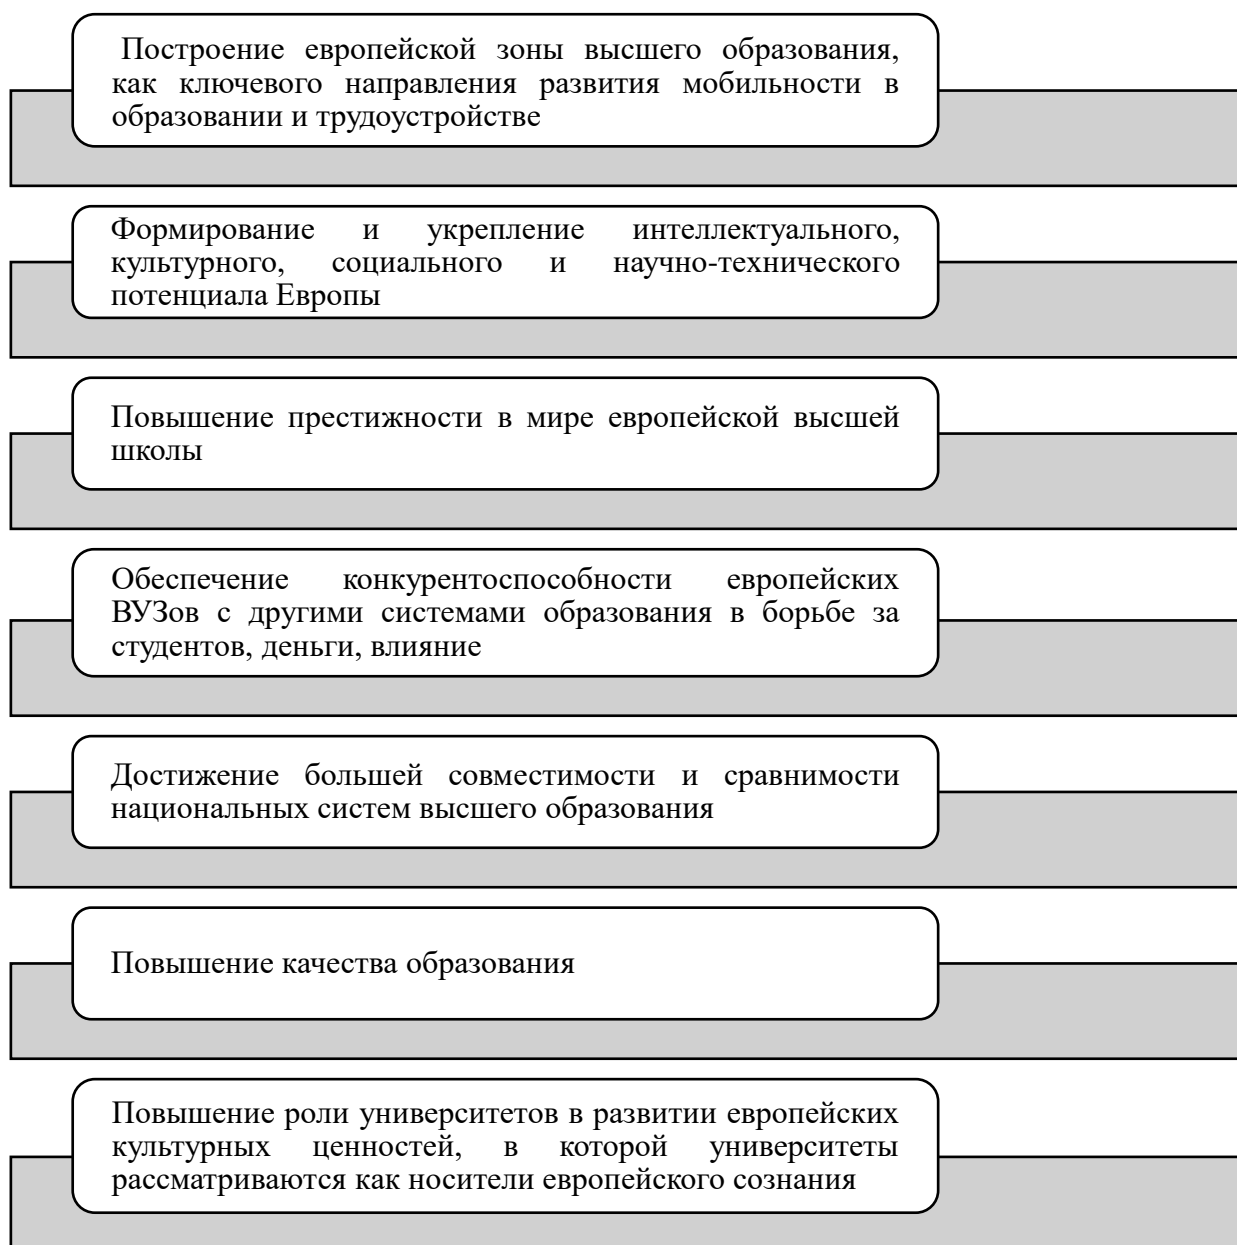 Построение европейской зоны высшего образования,
как ключевого направления развития мобильности в
образовании и трудоустройстве
Формирование и укрепление интеллектуального,
культурного, социального и научно-технического
потенциала Европы
Повышение престижности в мире европейской высшей
школы
Обеспечение конкурентоспособности европейских
ВУЗов с другими системами образования в борьбе за
студентов, деньги, влияние
Достижение большей совместимости и сравнимости
национальных систем высшего образования
Повышение качества образования
Повышение роли университетов в развитии европейских
культурных ценностей, в которой университеты
рассматриваются как носители европейского сознания